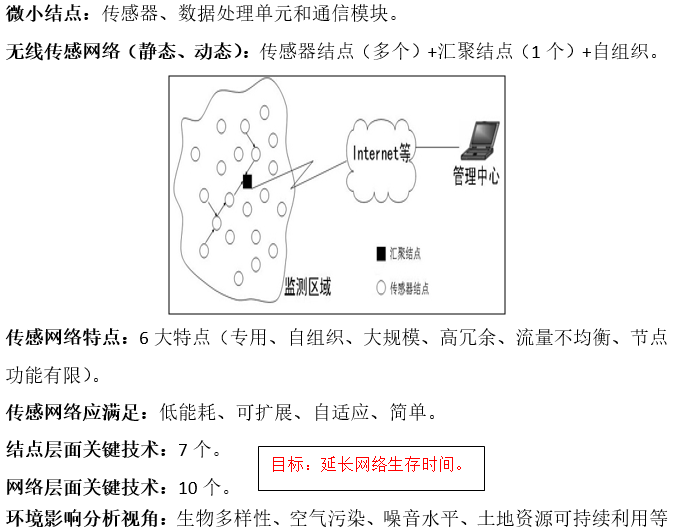 微小结点：传感器、数据处理单元和通信模块。
无线传感网络（静态、动态）：传感器结点（多个）+汇聚结点（1个）+自组织。
Internet等
管理中心
汇聚结点
传感器结点
监测区域
传感网络特点：6大特点（专用、自组织、大规模、高冗余、流量不均衡、节点
功能有限）。
传感网络应满足：低能耗、可扩展、自适应、简单。
结点层面关键技术：7个。
目标：延长网络生存时间。
网络层面关键技术：10个。
环境影响分析视角：生物多样性、空气污染、噪音水平、土地资源可持续利用等